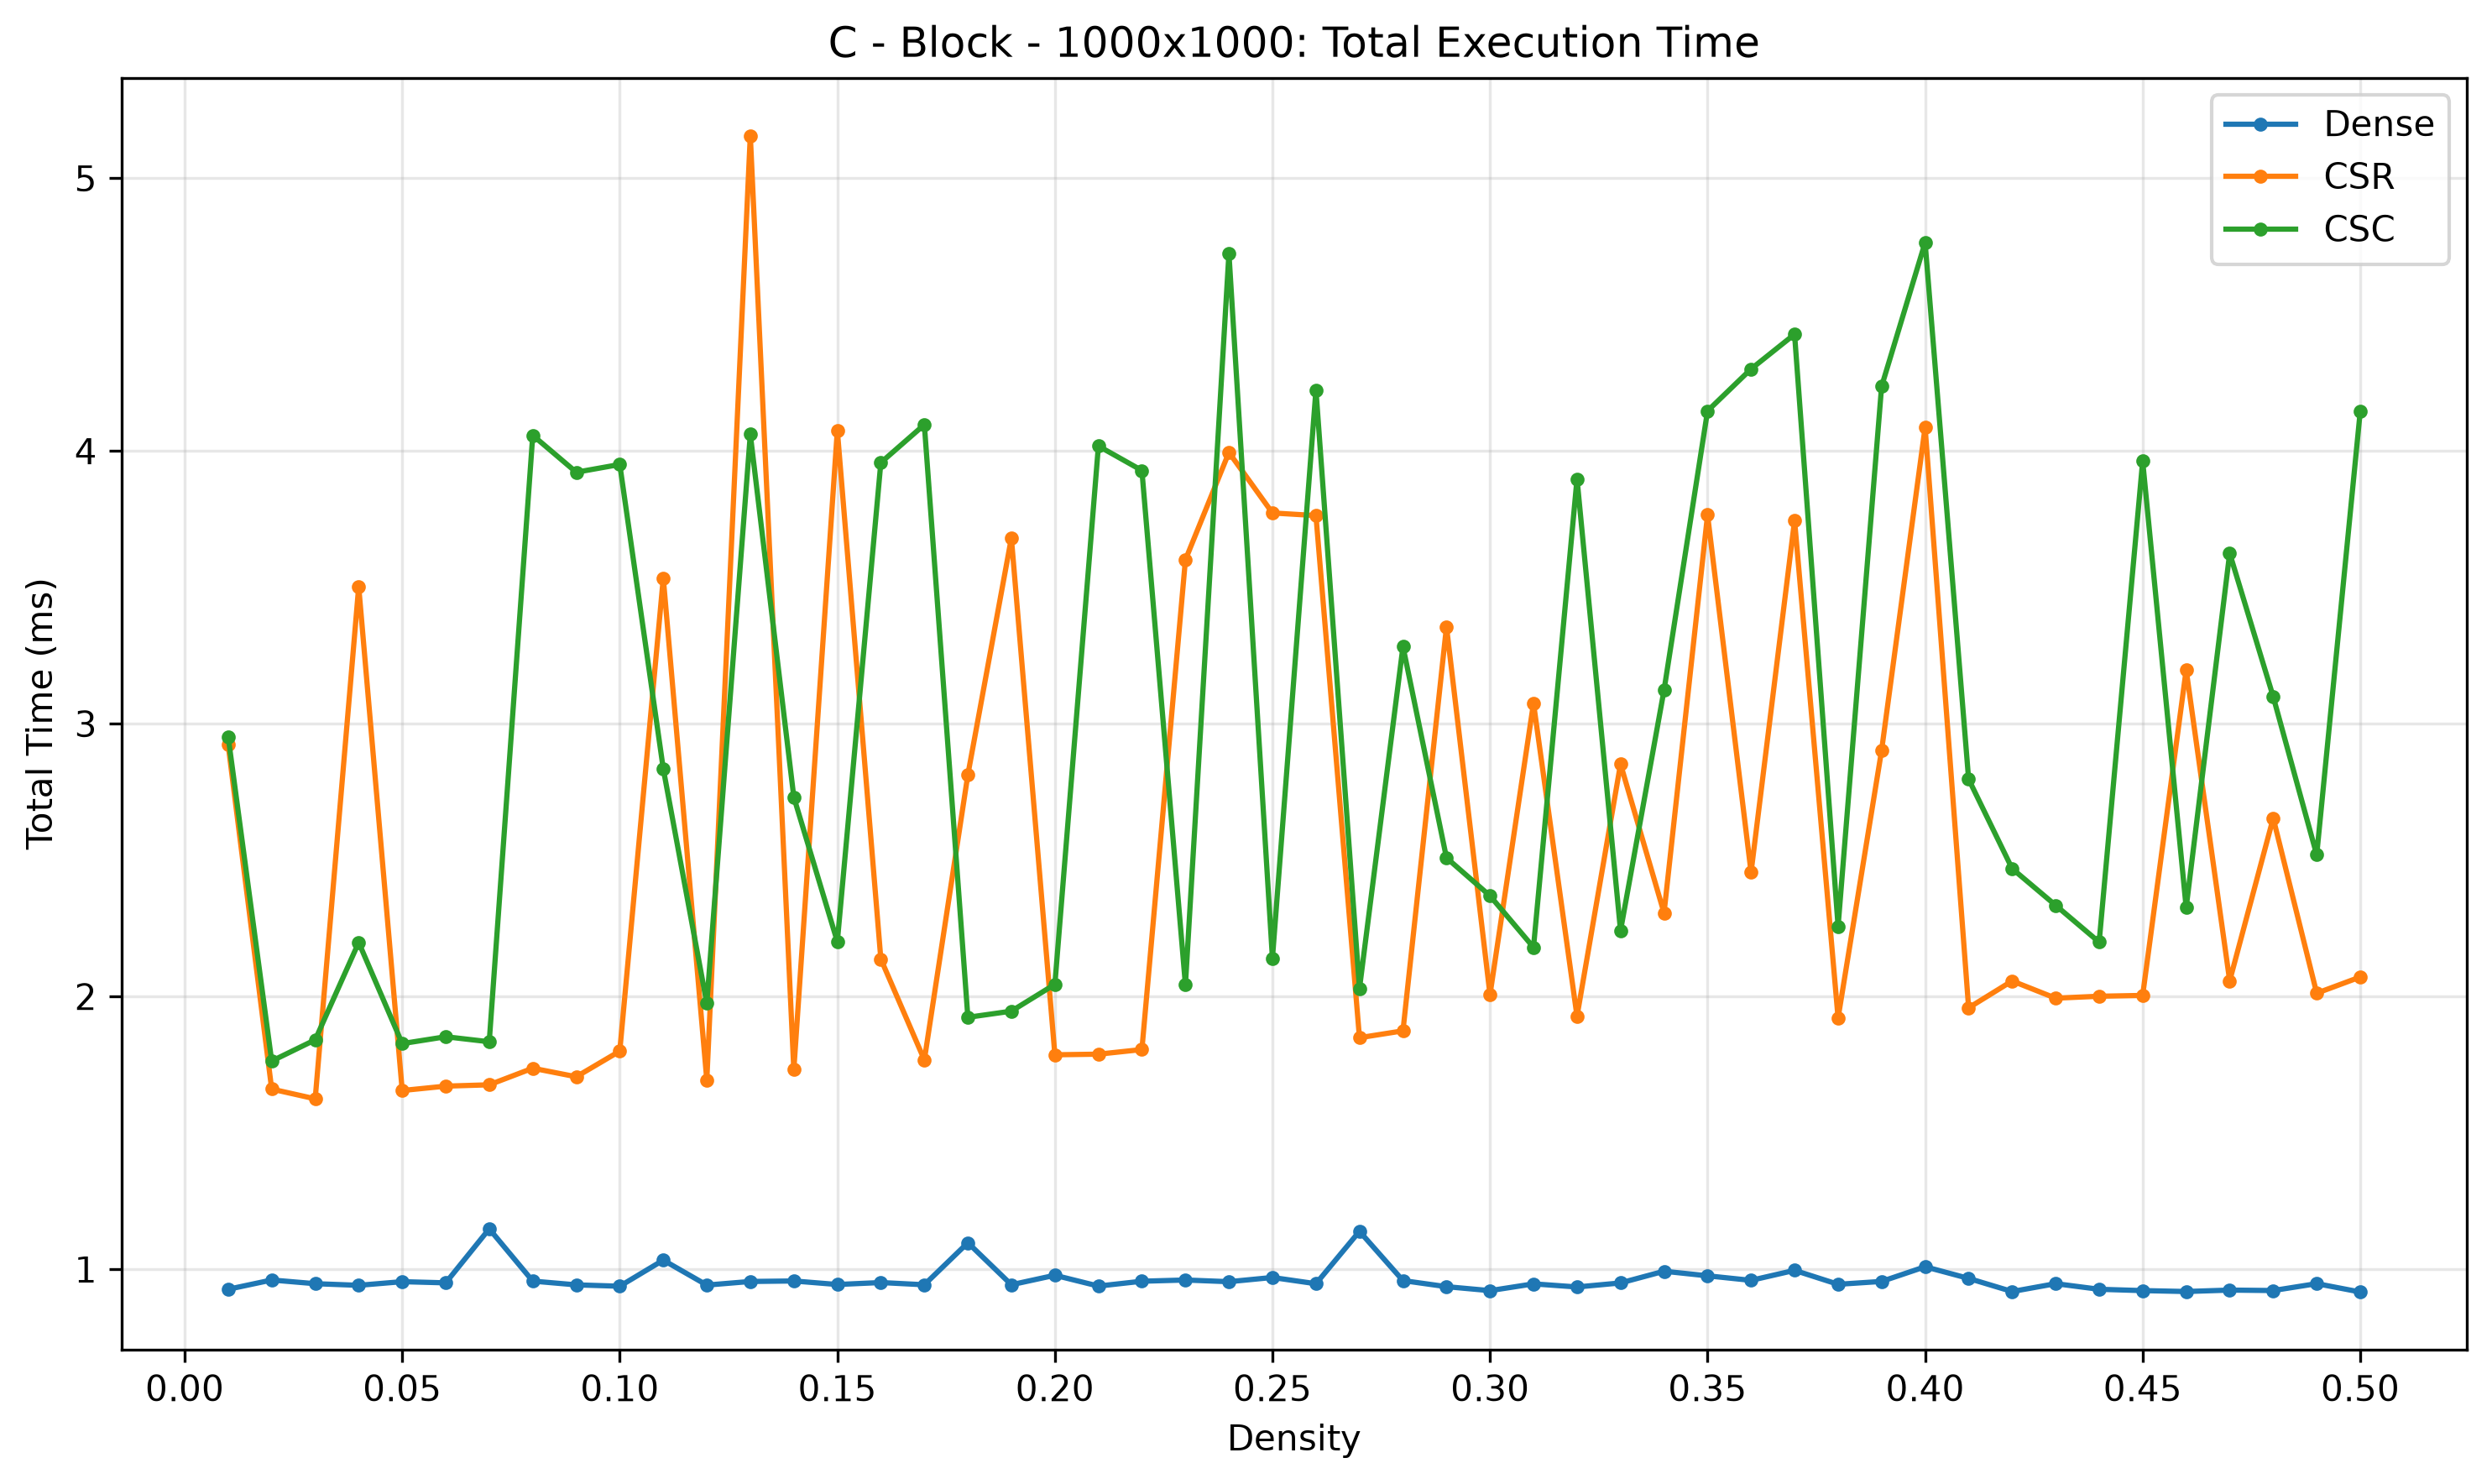 C - Block - 1000x1000: Total Execution Time
Dense
CSR
CSC
Total Time (ms)
5
4
3
2
1
0.00 0.05 0.10 0.15 0.20 0.25 0.30 0.35 0.40 0.45 0.50
Density